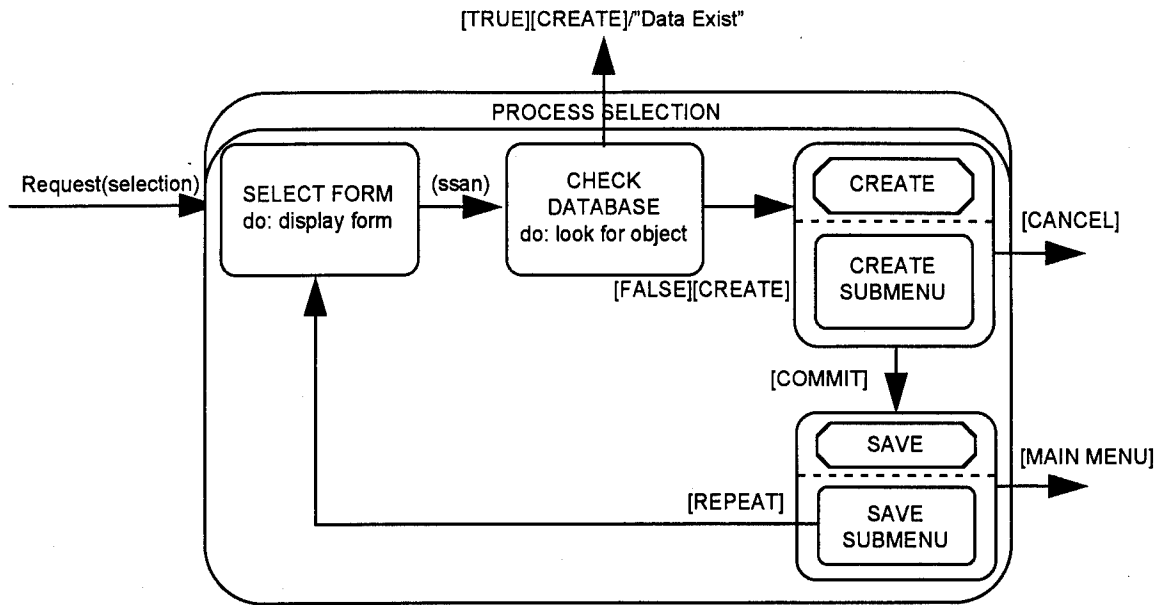 [TRUE][CREATE]/"Data Exist"
PROCESS SELECTION
Request(selection)
SELECT FORM
do: display form
(ssan)
CHECK
DATABASE
do: look for object
CREATE
[CANCEL]
[FALSE][CREATE]
CREATE
SUBMENU
[COMMIT]
SAVE
[MAIN MENU]
[REPEAT]
SAVE
SUBMENU